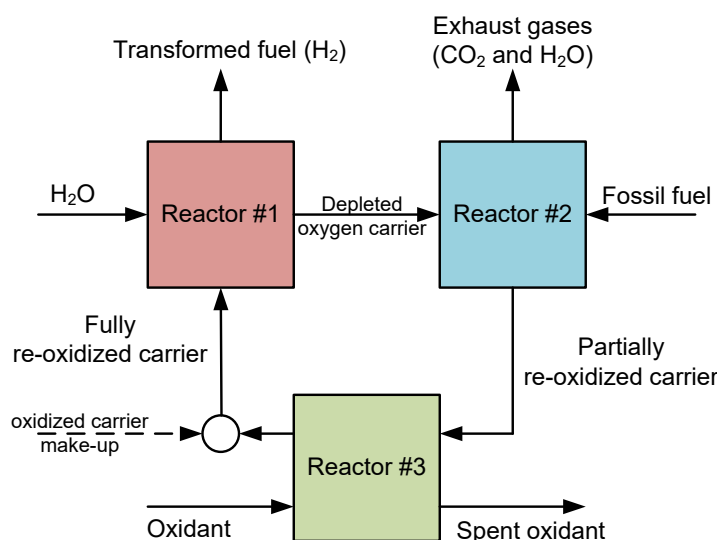 Transformed fuel (H₂)
Exhaust gases
(CO₂ and H₂O)
H₂O
Reactor #1
Depleted
oxygen carrier
Reactor #2
Fossil fuel
Fully
re-oxidized carrier
Partially
re-oxidized carrier
oxidized carrier
make-up
Reactor #3
Oxidant
Spent oxidant